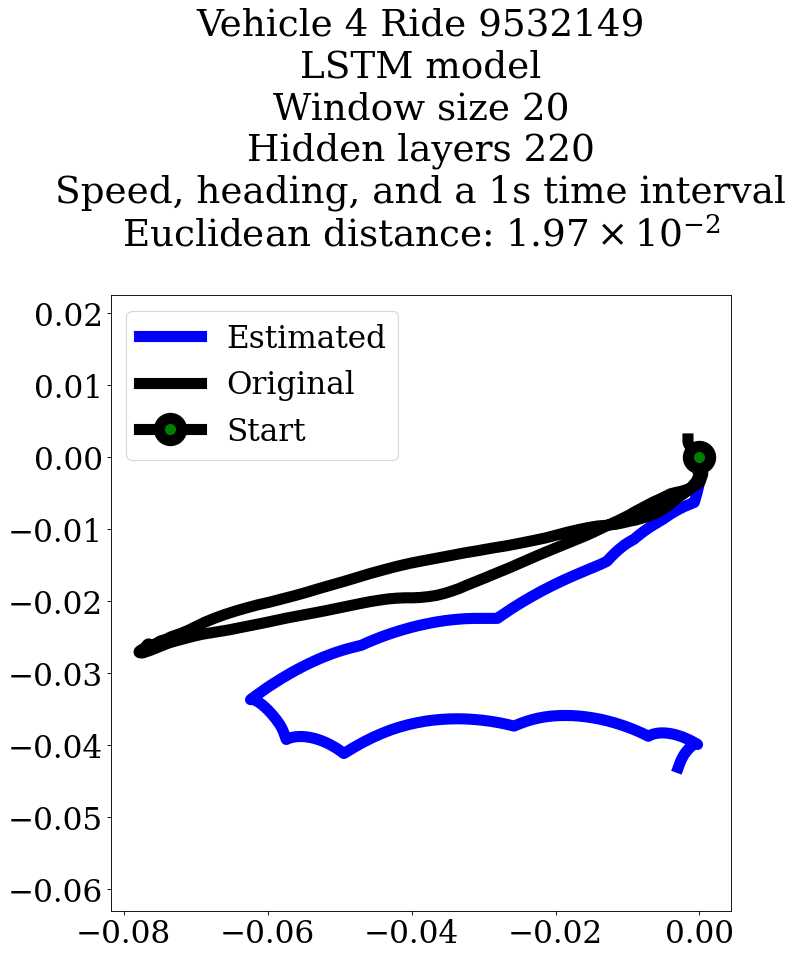 Vehicle 4 Ride 9532149
LSTM model
Window size 20
Hidden layers 220
Speed, heading, and a 1s time interval
Euclidean distance: 1.97 × 10⁻²
Estimated
Original
Start
0.02
0.01
0.00
−0.01
−0.02
−0.03
−0.04
−0.05
−0.06
−0.08 −0.06 −0.04 −0.02 0.00